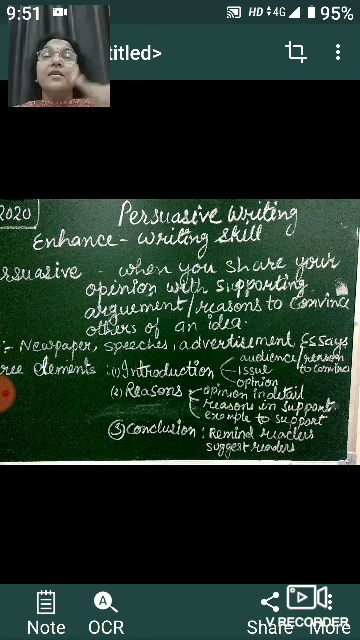 9:51
HD 4G 95%
titled>
2020
Persuasive Writing
Enhance - writing skill
rsuasive - when you share your
opinion with supporting
arguement/reasons to convince
others of an idea.
:- Newspaper, speeches, advertisement, Essays
ree elements : (1) Introduction
audience/reason
to convince
issue
opinion
(2) Reasons
opinion in detail
reasons in support
example to support
(3) Conclusion : Remind readers
suggest readers
Note
OCR
Share
More
V RECORDER